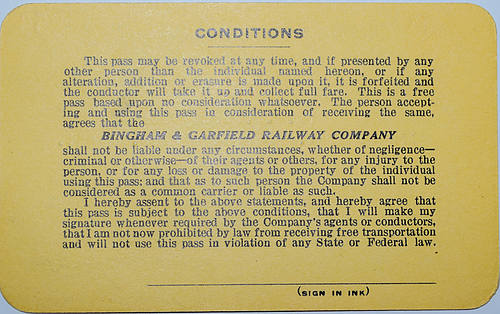 CONDITIONS
This pass may be revoked at any time, and if presented by any
other person than the individual named hereon, or if any
alteration, addition or erasure is made upon it, it is forfeited and
the conductor will take it up and collect full fare. This is a free
pass based upon no consideration whatsoever. The person accept-
ing and using this pass in consideration of receiving the same,
agrees that the
BINGHAM & GARFIELD RAILWAY COMPANY
shall not be liable under any circumstances, whether of negligence—
criminal or otherwise—of their agents or others, for any injury to the
person, or for any loss or damage to the property of the individual
using this pass; and that as to such person the Company shall not be
considered as a common carrier or liable as such.
I hereby assent to the above statements, and hereby agree that
this pass is subject to the above conditions, that I will make my
signature whenever required by the Company's agents or conductors,
that I am not now prohibited by law from receiving free transportation
and will not use this pass in violation of any State or Federal law.
(SIGN IN INK)